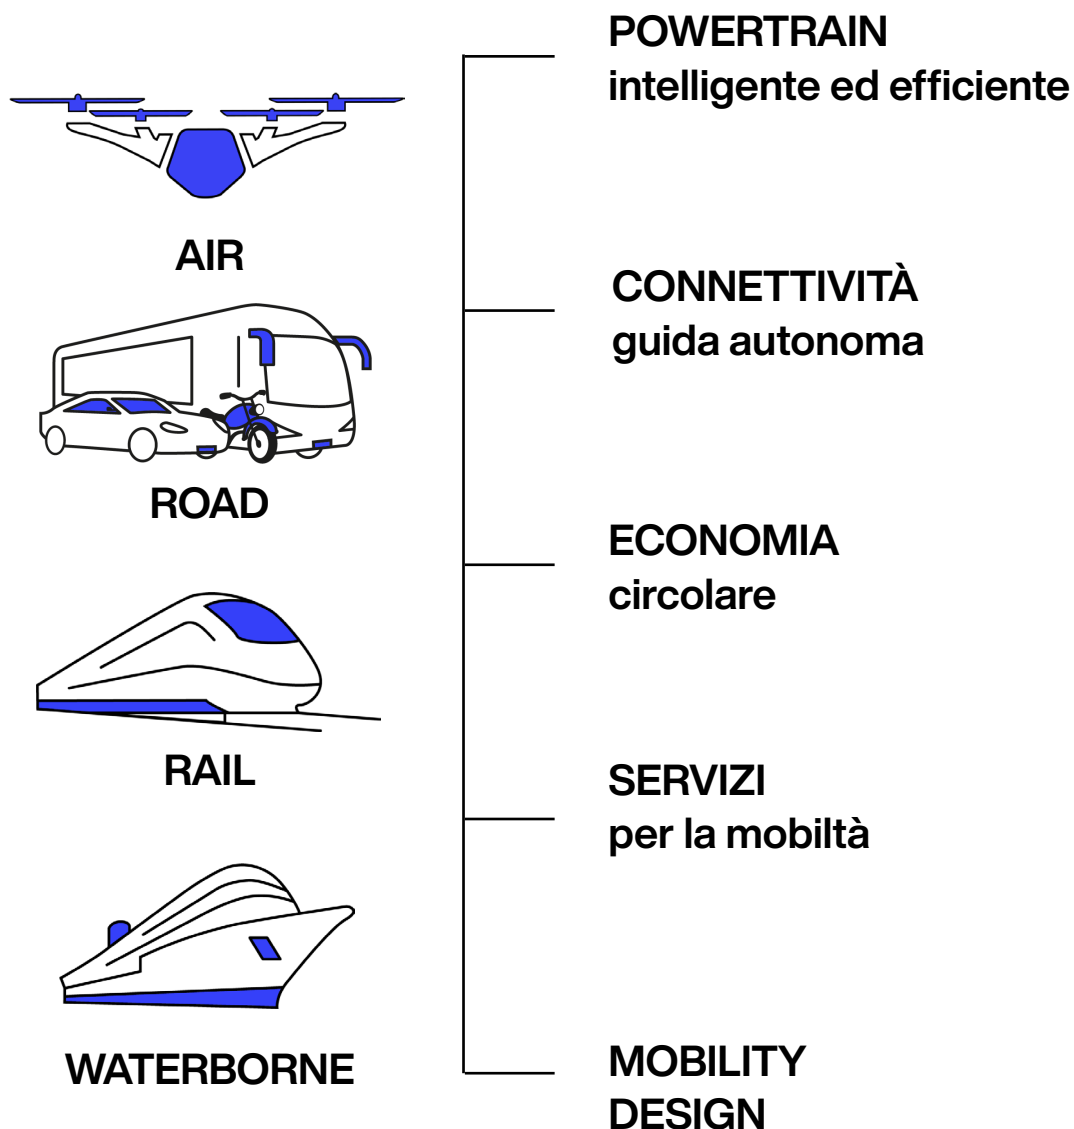 AIR
ROAD
RAIL
WATERBORNE
POWERTRAIN
intelligente ed efficiente
CONNETTIVITÀ
guida autonoma
ECONOMIA
circolare
SERVIZI
per la mobiltà
MOBILITY
DESIGN